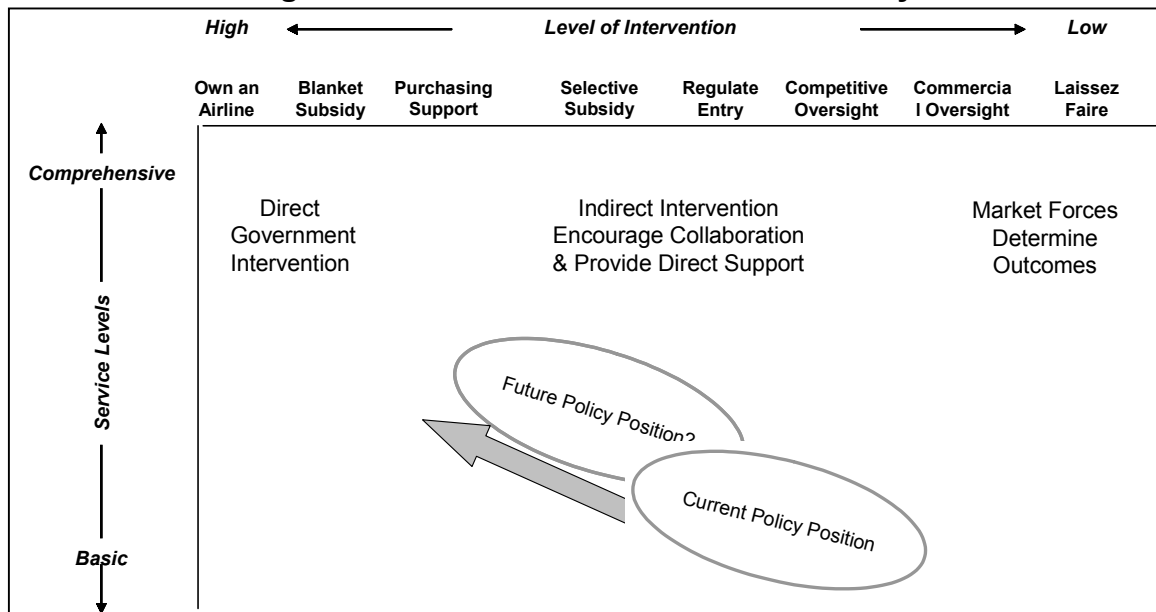 High Level of Intervention Low
Own an Blanket Purchasing Selective Regulate Competitive Commercia Laissez
Airline Subsidy Support Subsidy Entry Oversight l Oversight Faire
Comprehensive
Direct Indirect Intervention Market Forces
Government Encourage Collaboration Determine
Intervention & Provide Direct Support Outcomes
Service Levels
Future Policy Position?
Current Policy Position
Basic